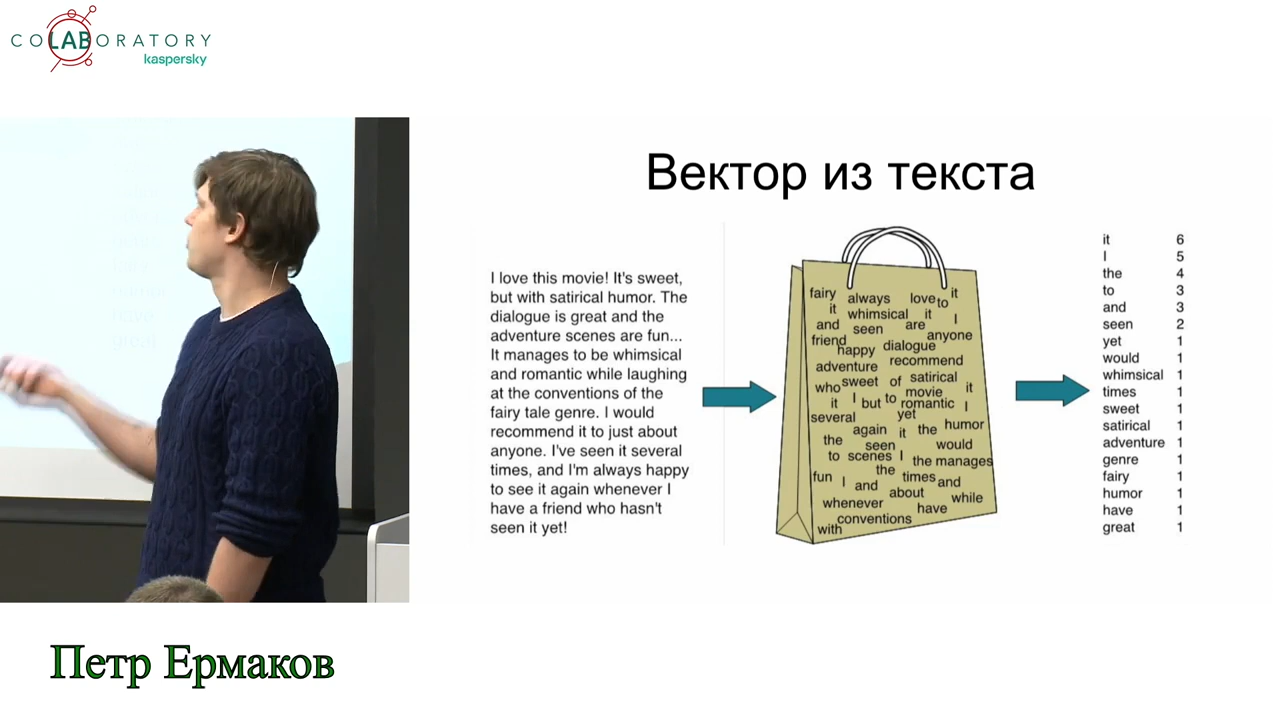 COLABORATORY
kaspersky
Вектор из текста
I love this movie! It's sweet,
but with satirical humor. The
dialogue is great and the
adventure scenes are fun...
It manages to be whimsical
and romantic while laughing
at the conventions of the
fairy tale genre. I would
recommend it to just about
anyone. I've seen it several
times, and I'm always happy
to see it again whenever I
have a friend who hasn't
seen it yet!
fairy always love to it
it whimsical it I
and seen are anyone
friend happy dialogue
adventure recommend
who sweet of satirical
it I but to romantic movie it
several yet I
again it the humor
the seen would
to scenes I the manages
fun I and the times and
whenever about while
have
conventions
with
it 6
I 5
the 4
to 3
and 3
seen 2
yet 1
would 1
whimsical 1
times 1
sweet 1
satirical 1
adventure 1
genre 1
fairy 1
humor 1
have 1
great 1
Петр Ермаков